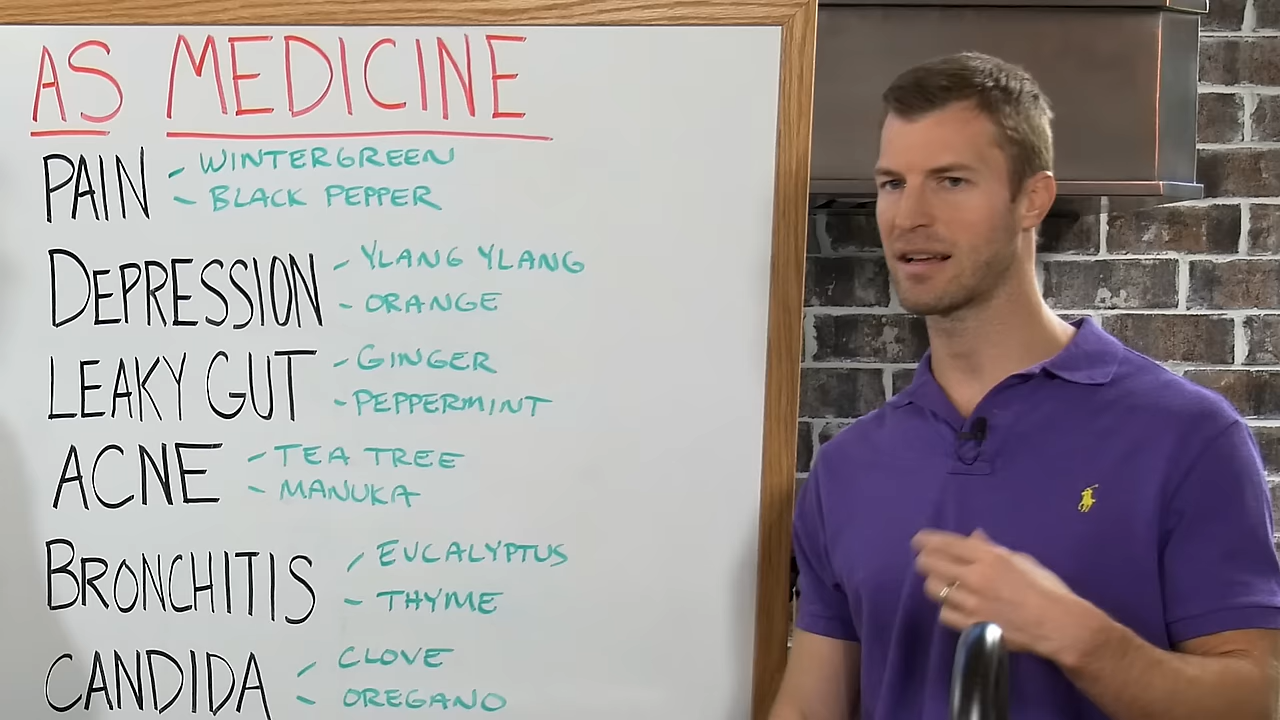 AS MEDICINE
PAIN - WINTERGREEN
- BLACK PEPPER
DEPRESSION - YLANG YLANG
- ORANGE
LEAKY GUT - GINGER
- PEPPERMINT
ACNE - TEA TREE
- MANUKA
BRONCHITIS - EUCALYPTUS
- THYME
CANDIDA - CLOVE
- OREGANO